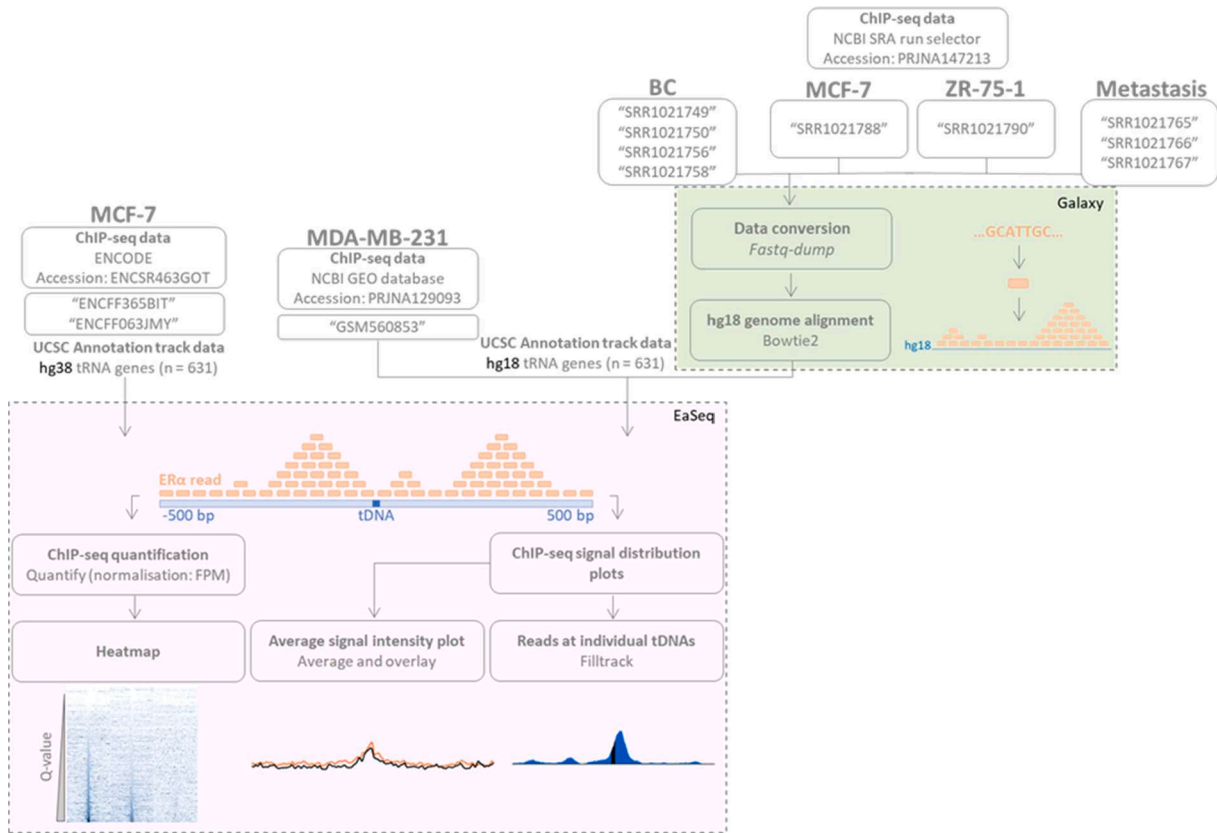 ChIP-seq data
NCBI SRA run selector
Accession: PRJNA147213
BC
"SRR1021749"
"SRR1021750"
"SRR1021756"
"SRR1021758"
MCF-7
"SRR1021788"
ZR-75-1
"SRR1021790"
Metastasis
"SRR1021765"
"SRR1021766"
"SRR1021767"
Galaxy
Data conversion
Fastq-dump
hg18 genome alignment
Bowtie2
...GCATTGC...
hg18
MCF-7
ChIP-seq data
ENCODE
Accession: ENCSR463GOT
"ENCFF365BIT"
"ENCFF063JMY"
UCSC Annotation track data
hg38 tRNA genes (n = 631)
MDA-MB-231
ChIP-seq data
NCBI GEO database
Accession: PRJNA129093
"GSM560853"
UCSC Annotation track data
hg18 tRNA genes (n = 631)
EaSeq
ERα read
-500 bp
tDNA
500 bp
ChIP-seq quantification
Quantify (normalisation: FPM)
ChIP-seq signal distribution
plots
Heatmap
Average signal intensity plot
Average and overlay
Reads at individual tDNAs
Filltrack
Q-value